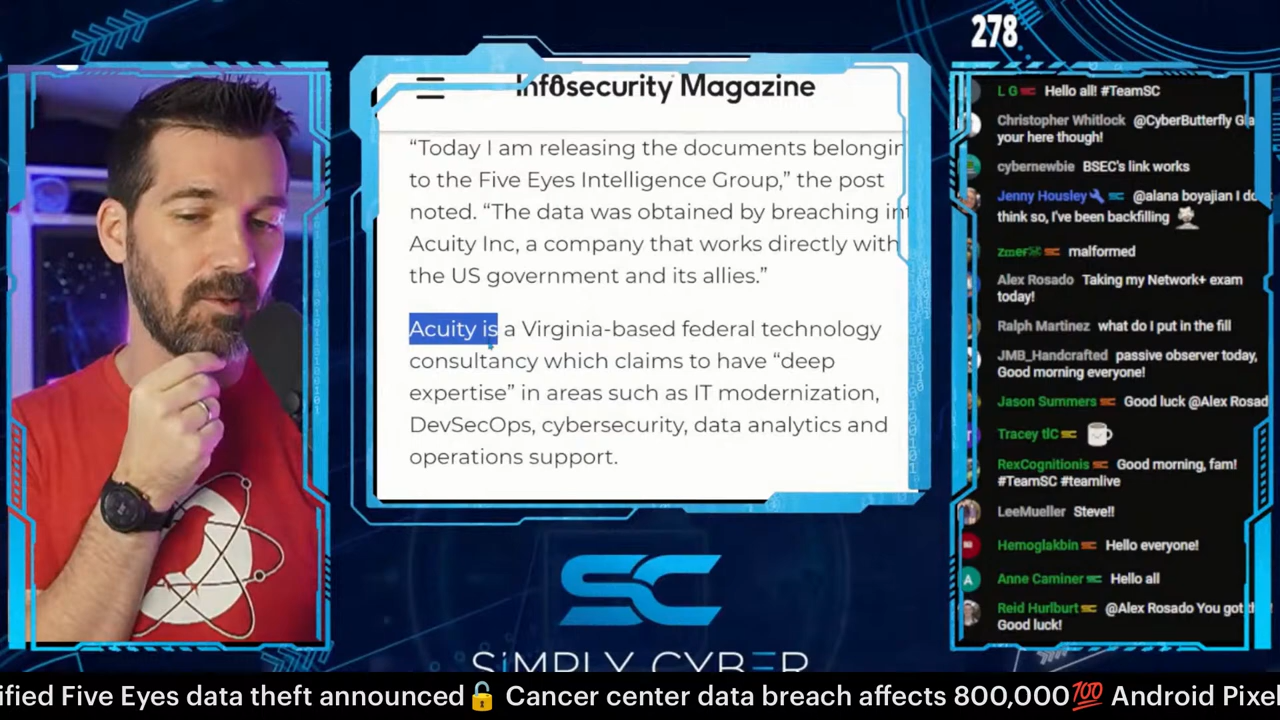 278
Infosecurity Magazine
“Today I am releasing the documents belongin
to the Five Eyes Intelligence Group,” the post
noted. “The data was obtained by breaching int
Acuity Inc, a company that works directly with
the US government and its allies.”
Acuity is a Virginia-based federal technology
consultancy which claims to have “deep
expertise” in areas such as IT modernization,
DevSecOps, cybersecurity, data analytics and
operations support.
L G Hello all! #TeamSC
Christopher Whitlock @CyberButterfly Gla
your here though!
cybernewbie BSEC's link works
Jenny Housley @alana boyajian I do
think so, I've been backfilling
zmer malformed
Alex Rosado Taking my Network+ exam
today!
Ralph Martinez what do I put in the fill
JMB_Handcrafted passive observer today,
Good morning everyone!
Jason Summers Good luck @Alex Rosad
Tracey tIC
RexCognitionis Good morning, fam!
#TeamSC #teamlive
LeeMueller Steve!!
Hemoglakbin Hello everyone!
A Anne Caminer Hello all
Reid Hurlburt @Alex Rosado You got th
Good luck!
SC
SiMPLY CYBER
ified Five Eyes data theft announced🔓 Cancer center data breach affects 800,000💯 Android Pixel